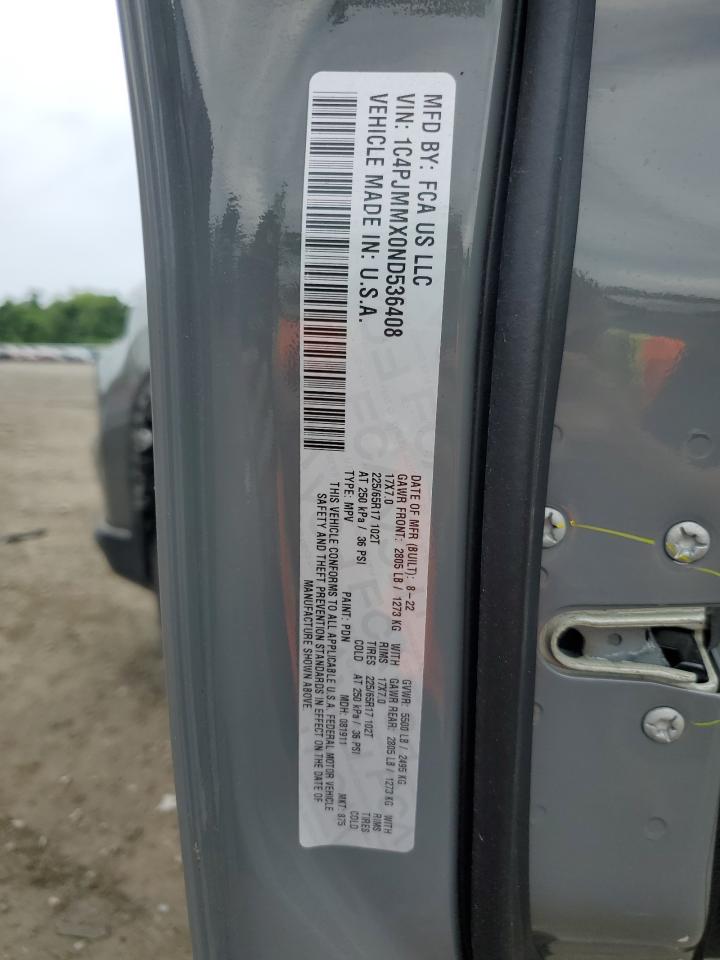 MFD BY: FCA US LLC
VIN: 1C4PJMMX0ND536408
VEHICLE MADE IN: U.S.A.
DATE OF MFR (BUILT): 8-22 GVWR: 5500 LB / 2495 KG
GAWR FRONT: 2805 LB / 1273 KG WITH GAWR REAR: 2805 LB / 1273 KG WITH
17X7.0 RIMS 17X7.0 RIMS
225/65R17 102T TIRES 225/65R17 102T TIRES
AT 250 kPa / 36 PSI COLD AT 250 kPa / 36 PSI COLD
TYPE: MPV PAINT: PDN MDH: 081911 MKT: 875
THIS VEHICLE CONFORMS TO ALL APPLICABLE U.S.A. FEDERAL MOTOR VEHICLE
SAFETY AND THEFT PREVENTION STANDARDS IN EFFECT ON THE DATE OF
MANUFACTURE SHOWN ABOVE.